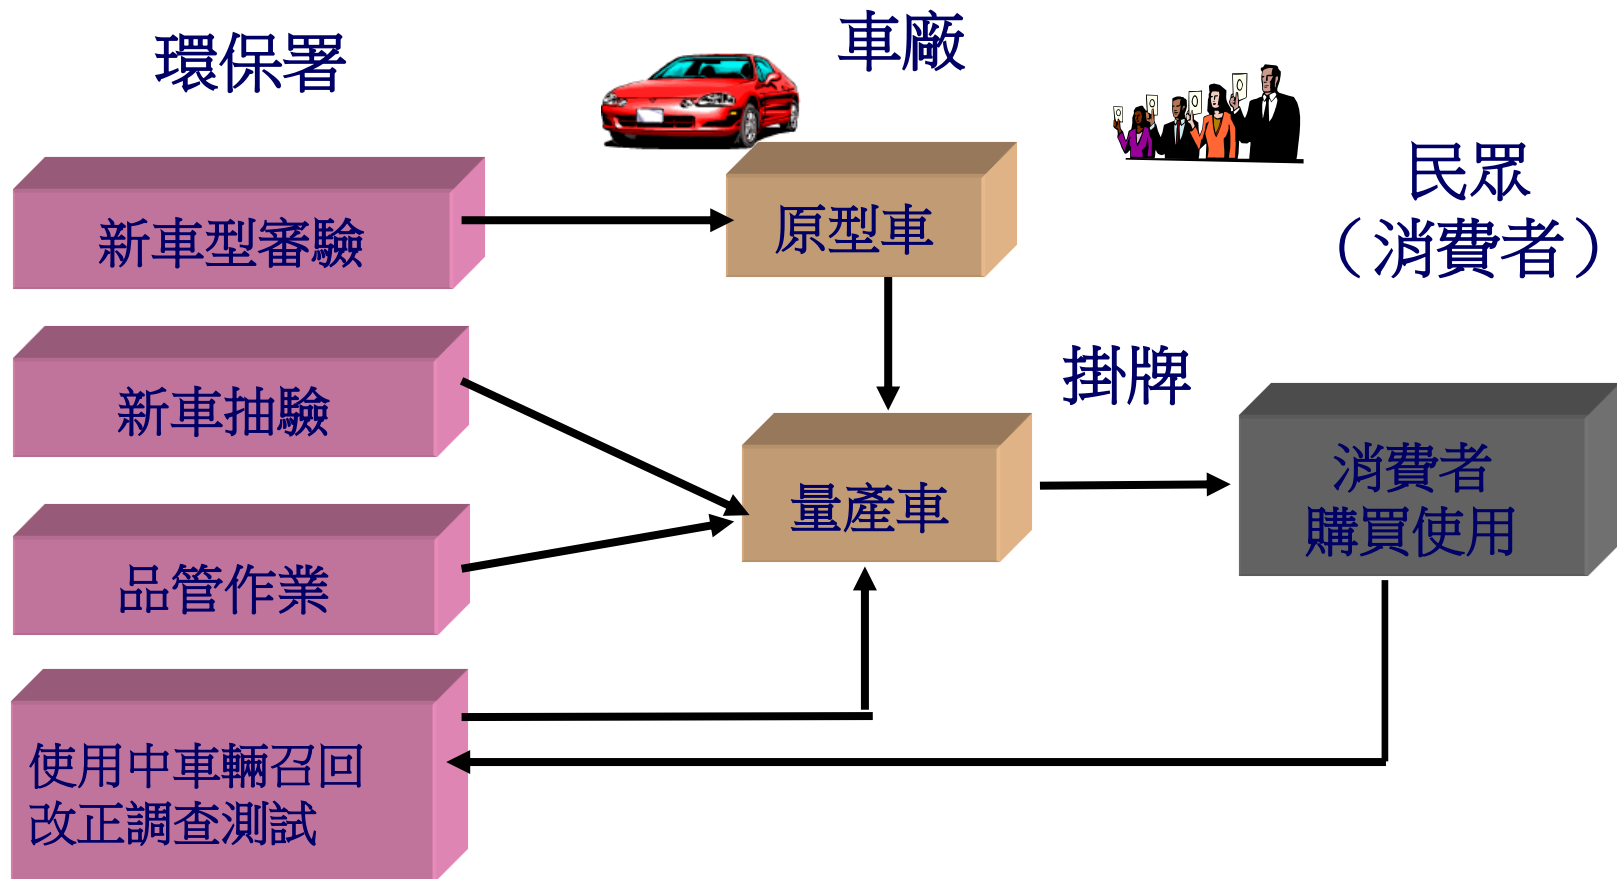 環保署
車廠
民眾
（消費者）
新車型審驗
原型車
新車抽驗
掛牌
量產車
消費者
購買使用
品管作業
使用中車輛召回
改正調查測試